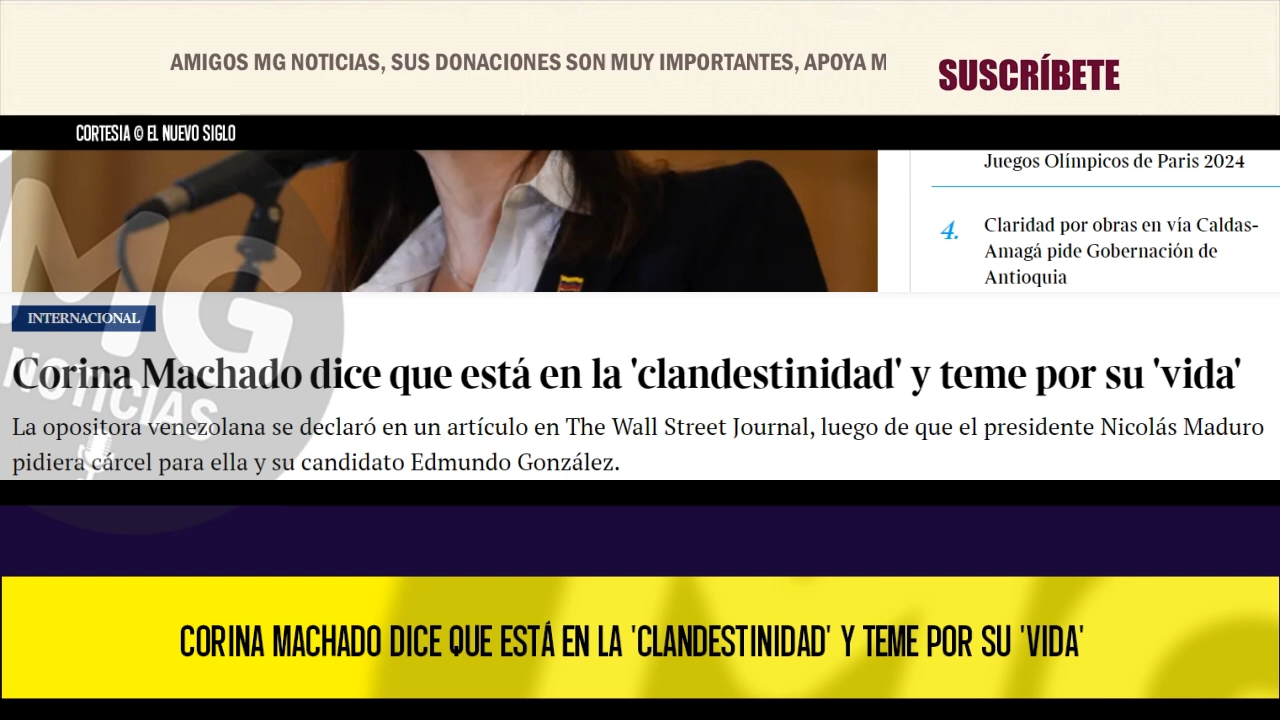 AMIGOS MG NOTICIAS, SUS DONACIONES SON MUY IMPORTANTES, APOYA M
SUSCRÍBETE
CORTESIA © EL NUEVO SIGLO
Juegos Olímpicos de Paris 2024
4. Claridad por obras en vía Caldas-
Amagá pide Gobernación de
Antioquia
MG
NOTICIAS
INTERNACIONAL
Corina Machado dice que está en la 'clandestinidad' y teme por su 'vida'
La opositora venezolana se declaró en un artículo en The Wall Street Journal, luego de que el presidente Nicolás Maduro
pidiera cárcel para ella y su candidato Edmundo González.
CORINA MACHADO DICE QUE ESTÁ EN LA 'CLANDESTINIDAD' Y TEME POR SU 'VIDA'